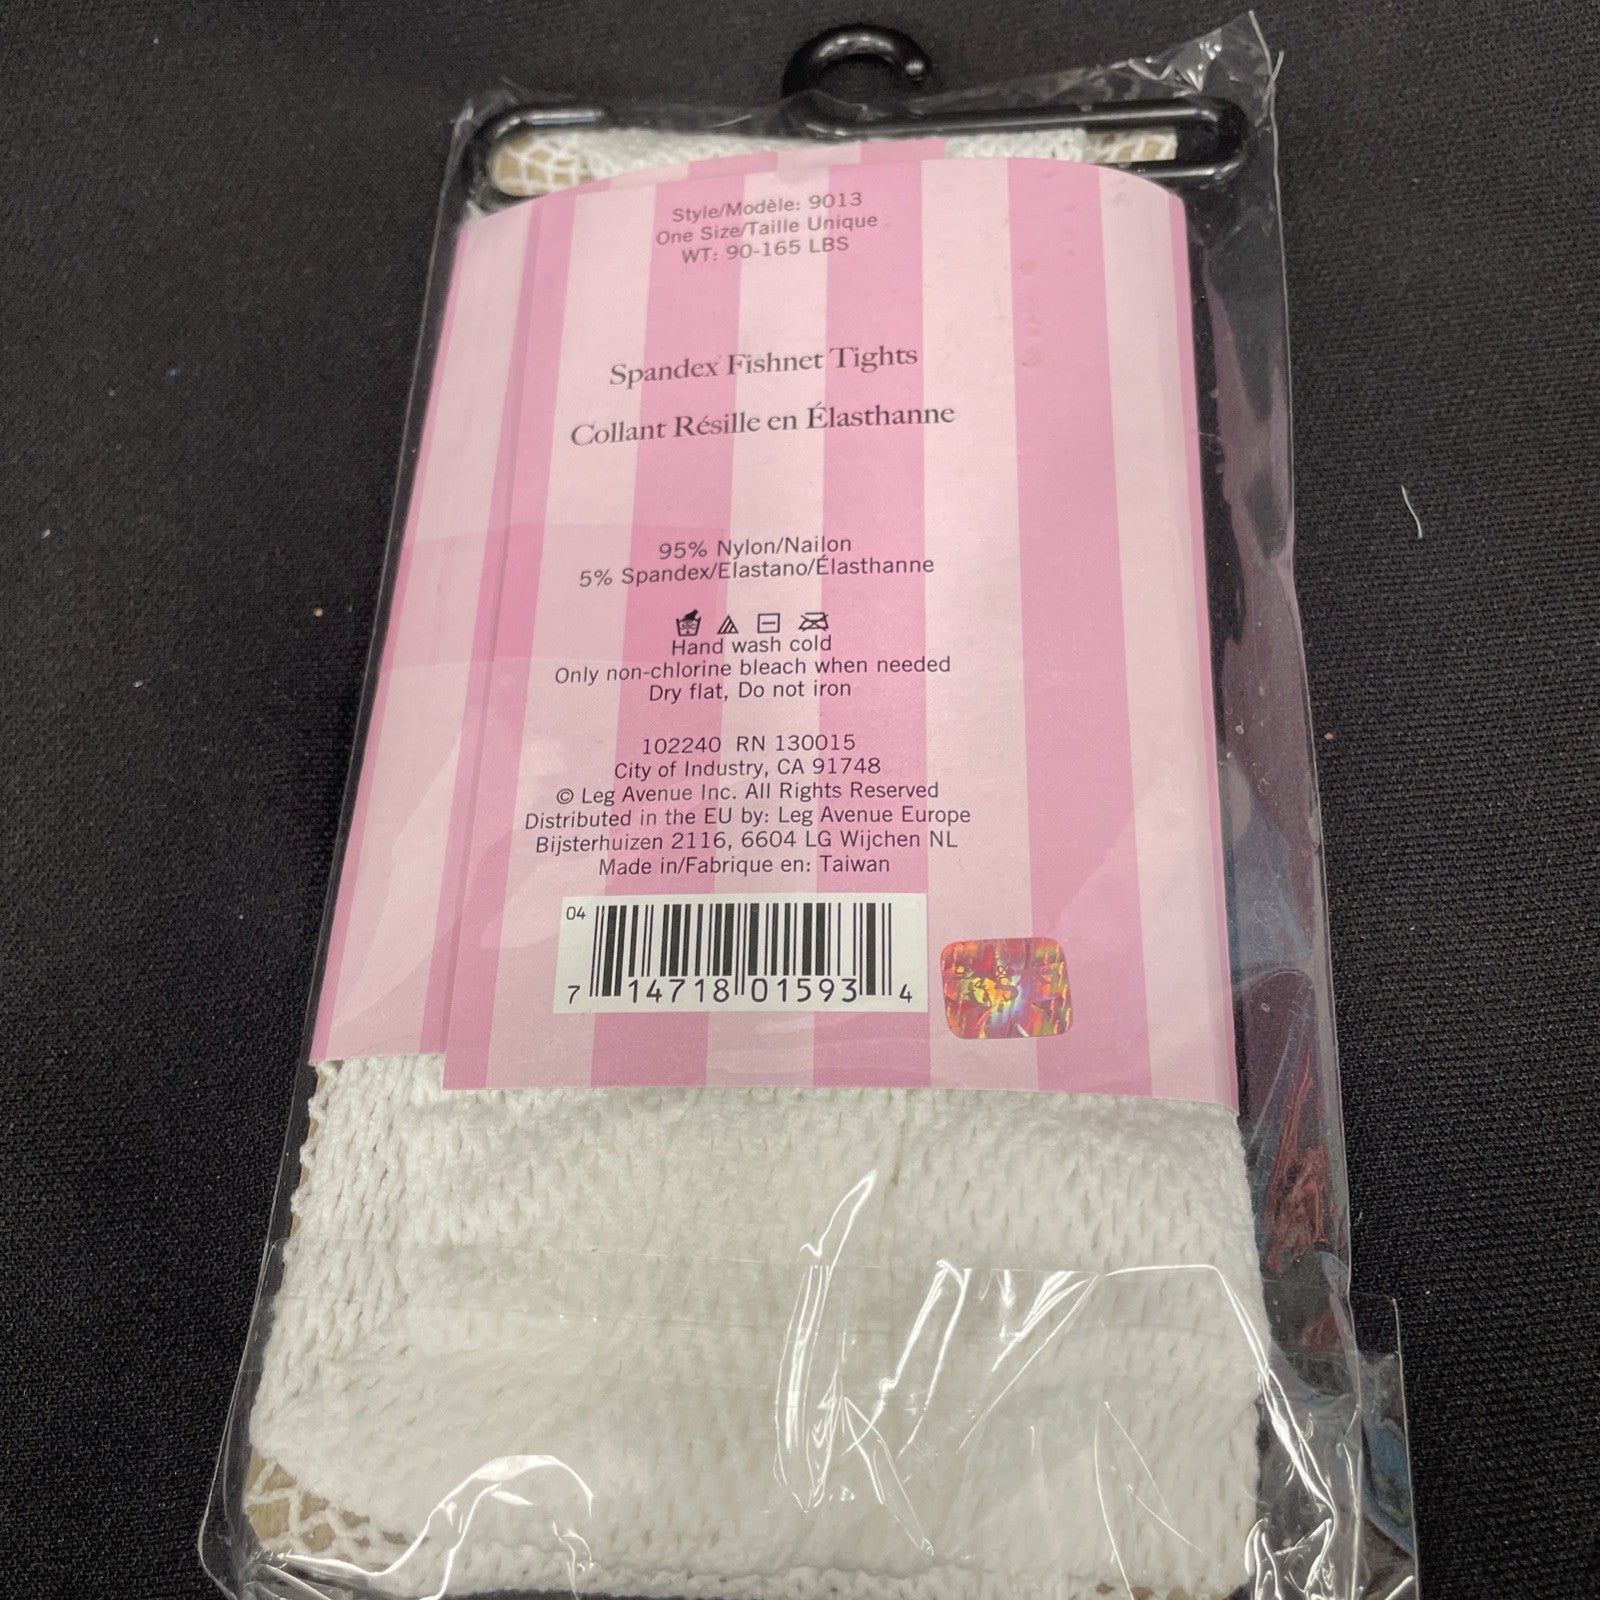 Style/Modèle: 9013
One Size/Taille Unique
WT: 90-165 LBS
Spandex Fishnet Tights
Collant Résille en Élasthanne
95% Nylon/Nailon
5% Spandex/Elastano/Élasthanne
Hand wash cold
Only non-chlorine bleach when needed
Dry flat, Do not iron
102240 RN 130015
City of Industry, CA 91748
© Leg Avenue Inc. All Rights Reserved
Distributed in the EU by: Leg Avenue Europe
Bijsterhuizen 2116, 6604 LG Wijchen NL
Made in/Fabrique en: Taiwan
04
7 14718 01593 4